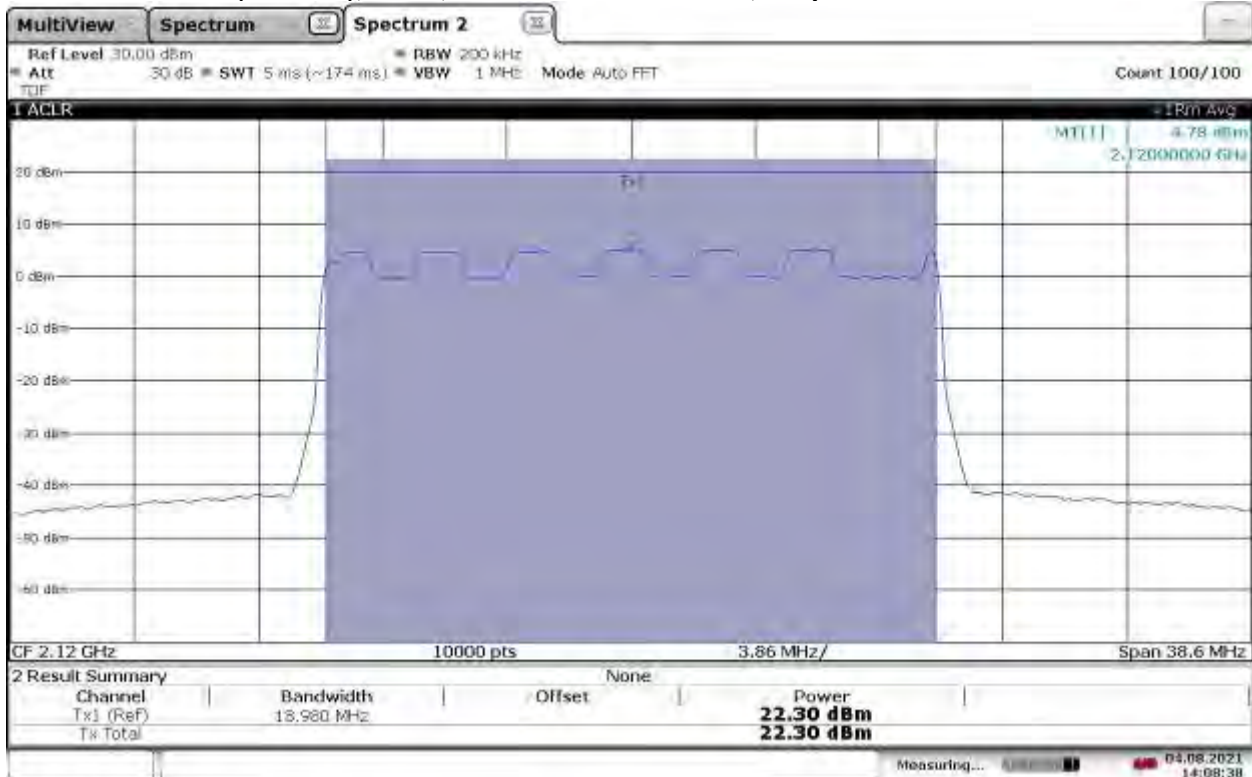 MultiView Spectrum Spectrum 2
Ref Level 30.00 dBm RBW 200 kHz
Att 30 dB SWT 5 ms (~174 ms) VBW 1 MHz Mode Auto FFT Count 100/100
TDF
1 ACLR 1Rm Avg
M1[1] 4.78 dBm
2.12000000 GHz
20 dBm
Tx1
10 dBm
0 dBm
-10 dBm
-20 dBm
-30 dBm
-40 dBm
-50 dBm
-60 dBm
CF 2.12 GHz 10000 pts 3.86 MHz/ Span 38.6 MHz
2 Result Summary None
Channel Bandwidth Offset Power
Tx1 (Ref) 18.980 MHz 22.30 dBm
Tx Total 22.30 dBm
Measuring... 04.08.2021
14:08:38